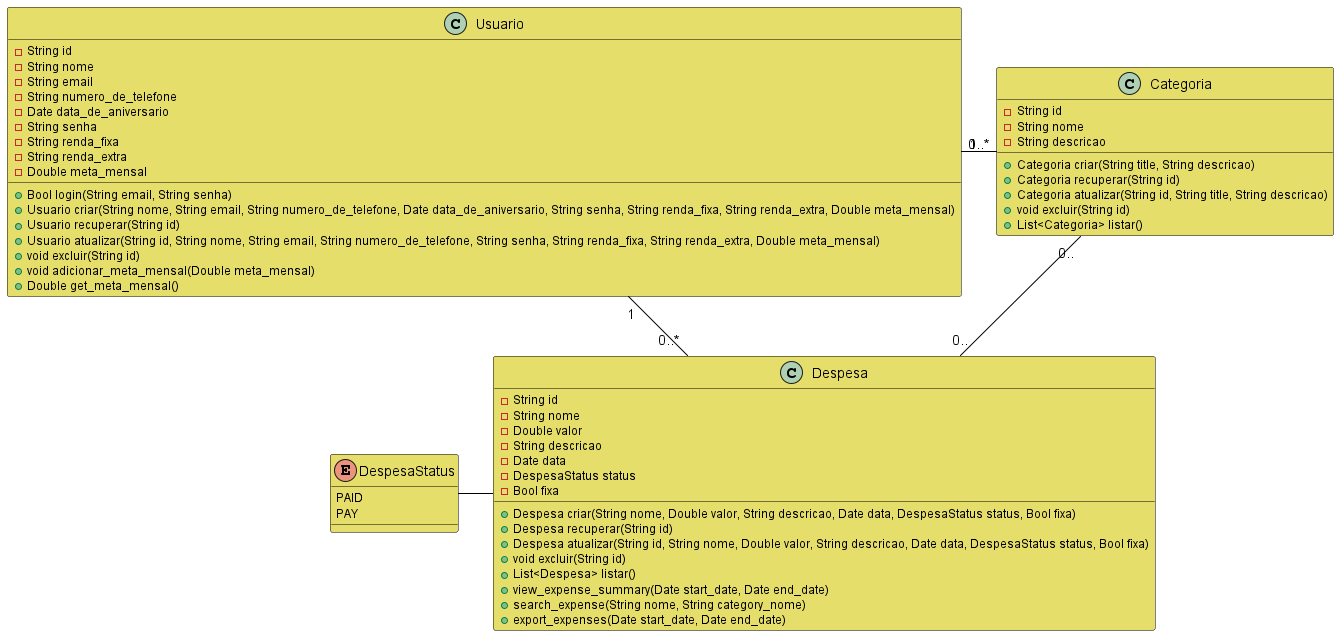 C Usuario
String id
String nome
String email
String numero_de_telefone
Date data_de_aniversario
String senha
String renda_fixa
String renda_extra
Double meta_mensal
Bool login(String email, String senha)
Usuario criar(String nome, String email, String numero_de_telefone, Date data_de_aniversario, String senha, String renda_fixa, String renda_extra, Double meta_mensal)
Usuario recuperar(String id)
Usuario atualizar(String id, String nome, String email, String numero_de_telefone, String senha, String renda_fixa, String renda_extra, Double meta_mensal)
void excluir(String id)
void adicionar_meta_mensal(Double meta_mensal)
Double get_meta_mensal()
1
0..*
C Categoria
String id
String nome
String descricao
Categoria criar(String title, String descricao)
Categoria recuperar(String id)
Categoria atualizar(String id, String title, String descricao)
void excluir(String id)
List<Categoria> listar()
0..
1
0..*
0..
C Despesa
String id
String nome
Double valor
String descricao
Date data
DespesaStatus status
Bool fixa
Despesa criar(String nome, Double valor, String descricao, Date data, DespesaStatus status, Bool fixa)
Despesa recuperar(String id)
Despesa atualizar(String id, String nome, Double valor, String descricao, Date data, DespesaStatus status, Bool fixa)
void excluir(String id)
List<Despesa> listar()
view_expense_summary(Date start_date, Date end_date)
search_expense(String nome, String category_name)
export_expenses(Date start_date, Date end_date)
E DespesaStatus
PAID
PAY